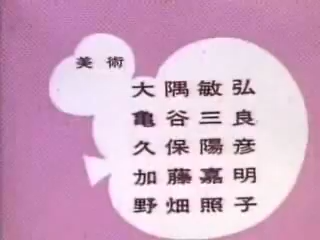 美術
大隅敏弘
亀谷三良
久保陽彦
加藤嘉明
野畑照子